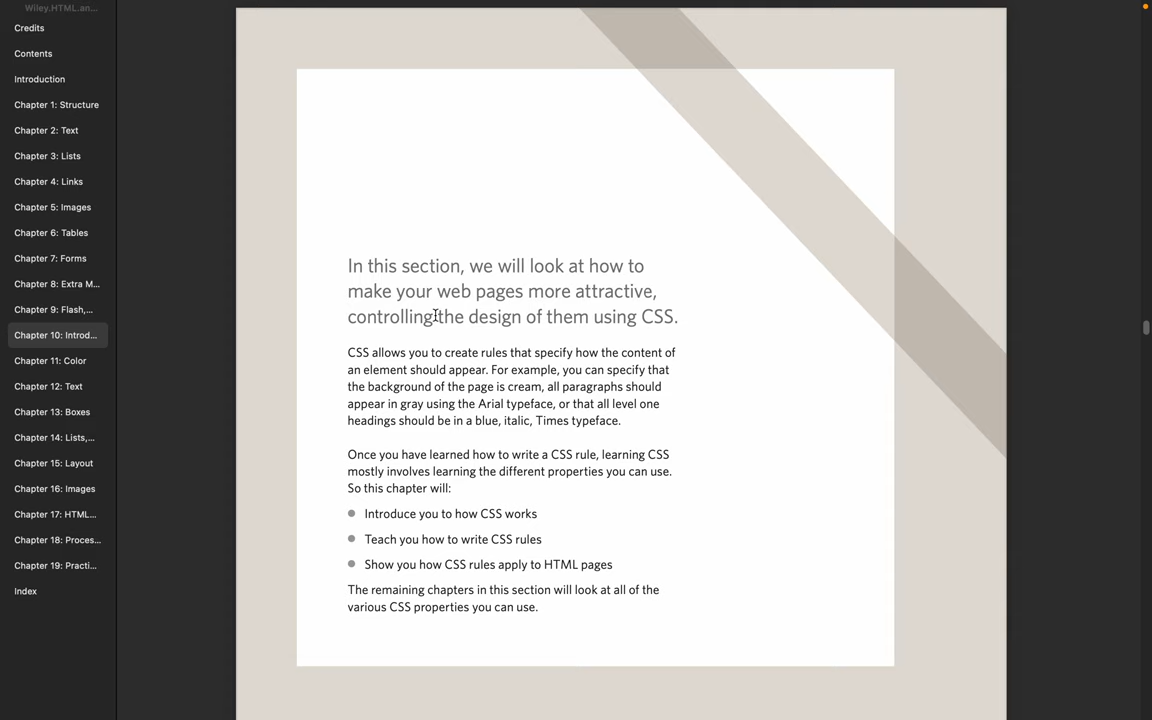 Wiley.HTML.an...
Credits
Contents
Introduction
Chapter 1: Structure
Chapter 2: Text
Chapter 3: Lists
Chapter 4: Links
Chapter 5: Images
Chapter 6: Tables
Chapter 7: Forms
Chapter 8: Extra M...
Chapter 9: Flash,...
Chapter 10: Introd...
Chapter 11: Color
Chapter 12: Text
Chapter 13: Boxes
Chapter 14: Lists,...
Chapter 15: Layout
Chapter 16: Images
Chapter 17: HTML...
Chapter 18: Proces...
Chapter 19: Practi...
Index
In this section, we will look at how to
make your web pages more attractive,
controlling the design of them using CSS.
CSS allows you to create rules that specify how the content of
an element should appear. For example, you can specify that
the background of the page is cream, all paragraphs should
appear in gray using the Arial typeface, or that all level one
headings should be in a blue, italic, Times typeface.
Once you have learned how to write a CSS rule, learning CSS
mostly involves learning the different properties you can use.
So this chapter will:
Introduce you to how CSS works
Teach you how to write CSS rules
Show you how CSS rules apply to HTML pages
The remaining chapters in this section will look at all of the
various CSS properties you can use.